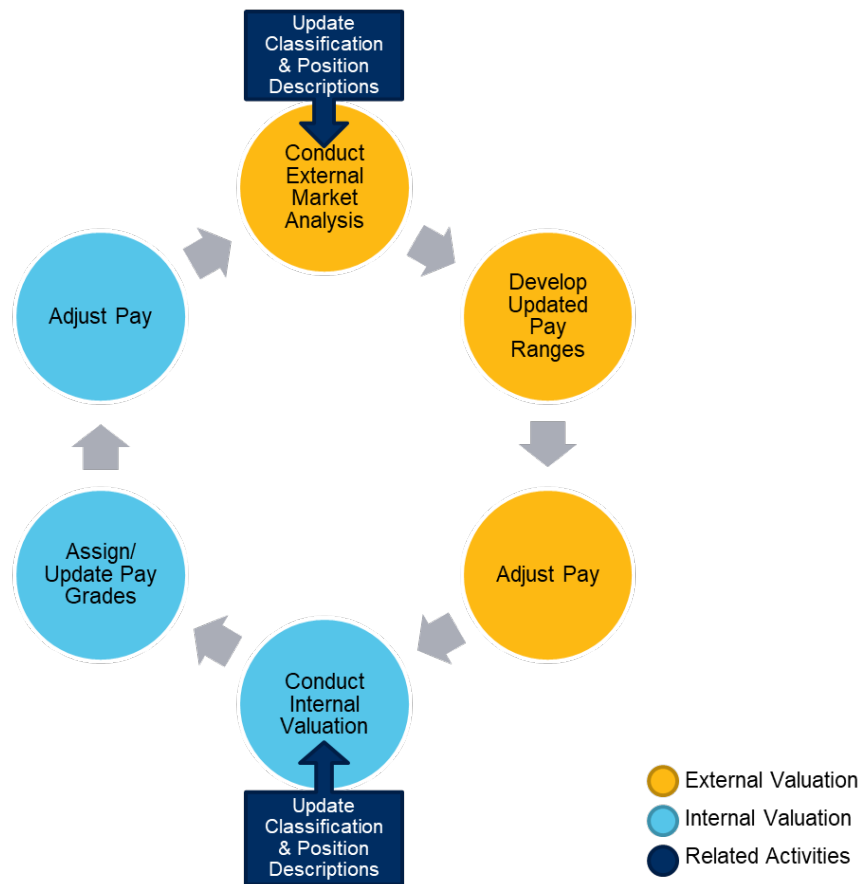 Update
Classification
& Position
Descriptions
Conduct
External
Market
Analysis
Develop
Updated
Pay
Ranges
Adjust Pay
Conduct
Internal
Valuation
Update
Classification
& Position
Descriptions
Assign/
Update Pay
Grades
Adjust Pay
External Valuation
Internal Valuation
Related Activities